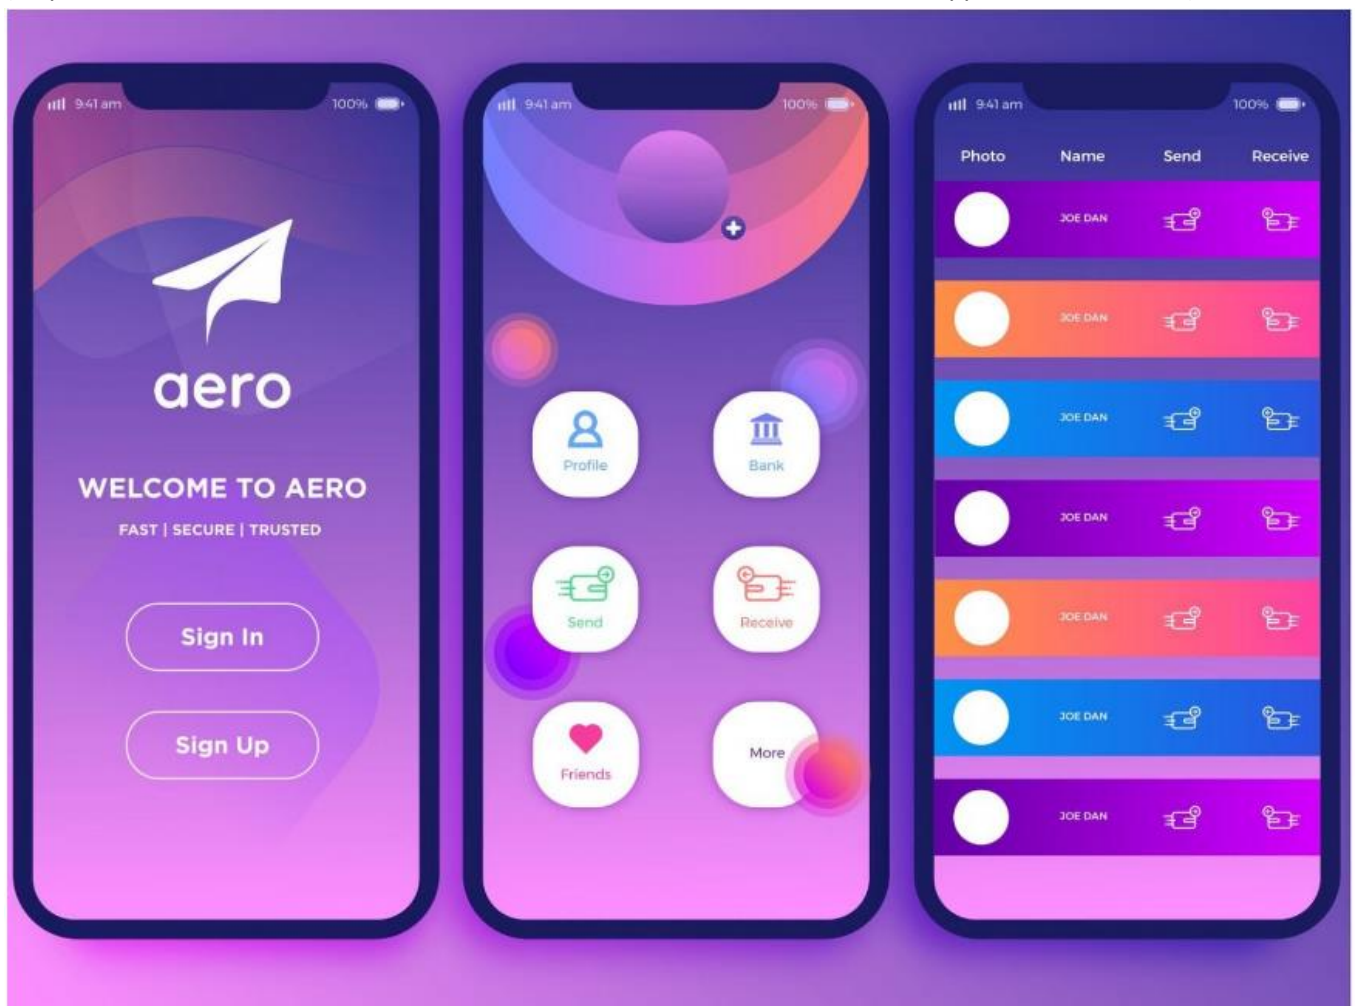 9:41 am 100%
aero
WELCOME TO AERO
FAST | SECURE | TRUSTED
Sign In
Sign Up
9:41 am 100%
Profile Bank
Send Receive
Friends More
9:41 am 100%
Photo Name Send Receive
JOE DAN
JOE DAN
JOE DAN
JOE DAN
JOE DAN
JOE DAN
JOE DAN